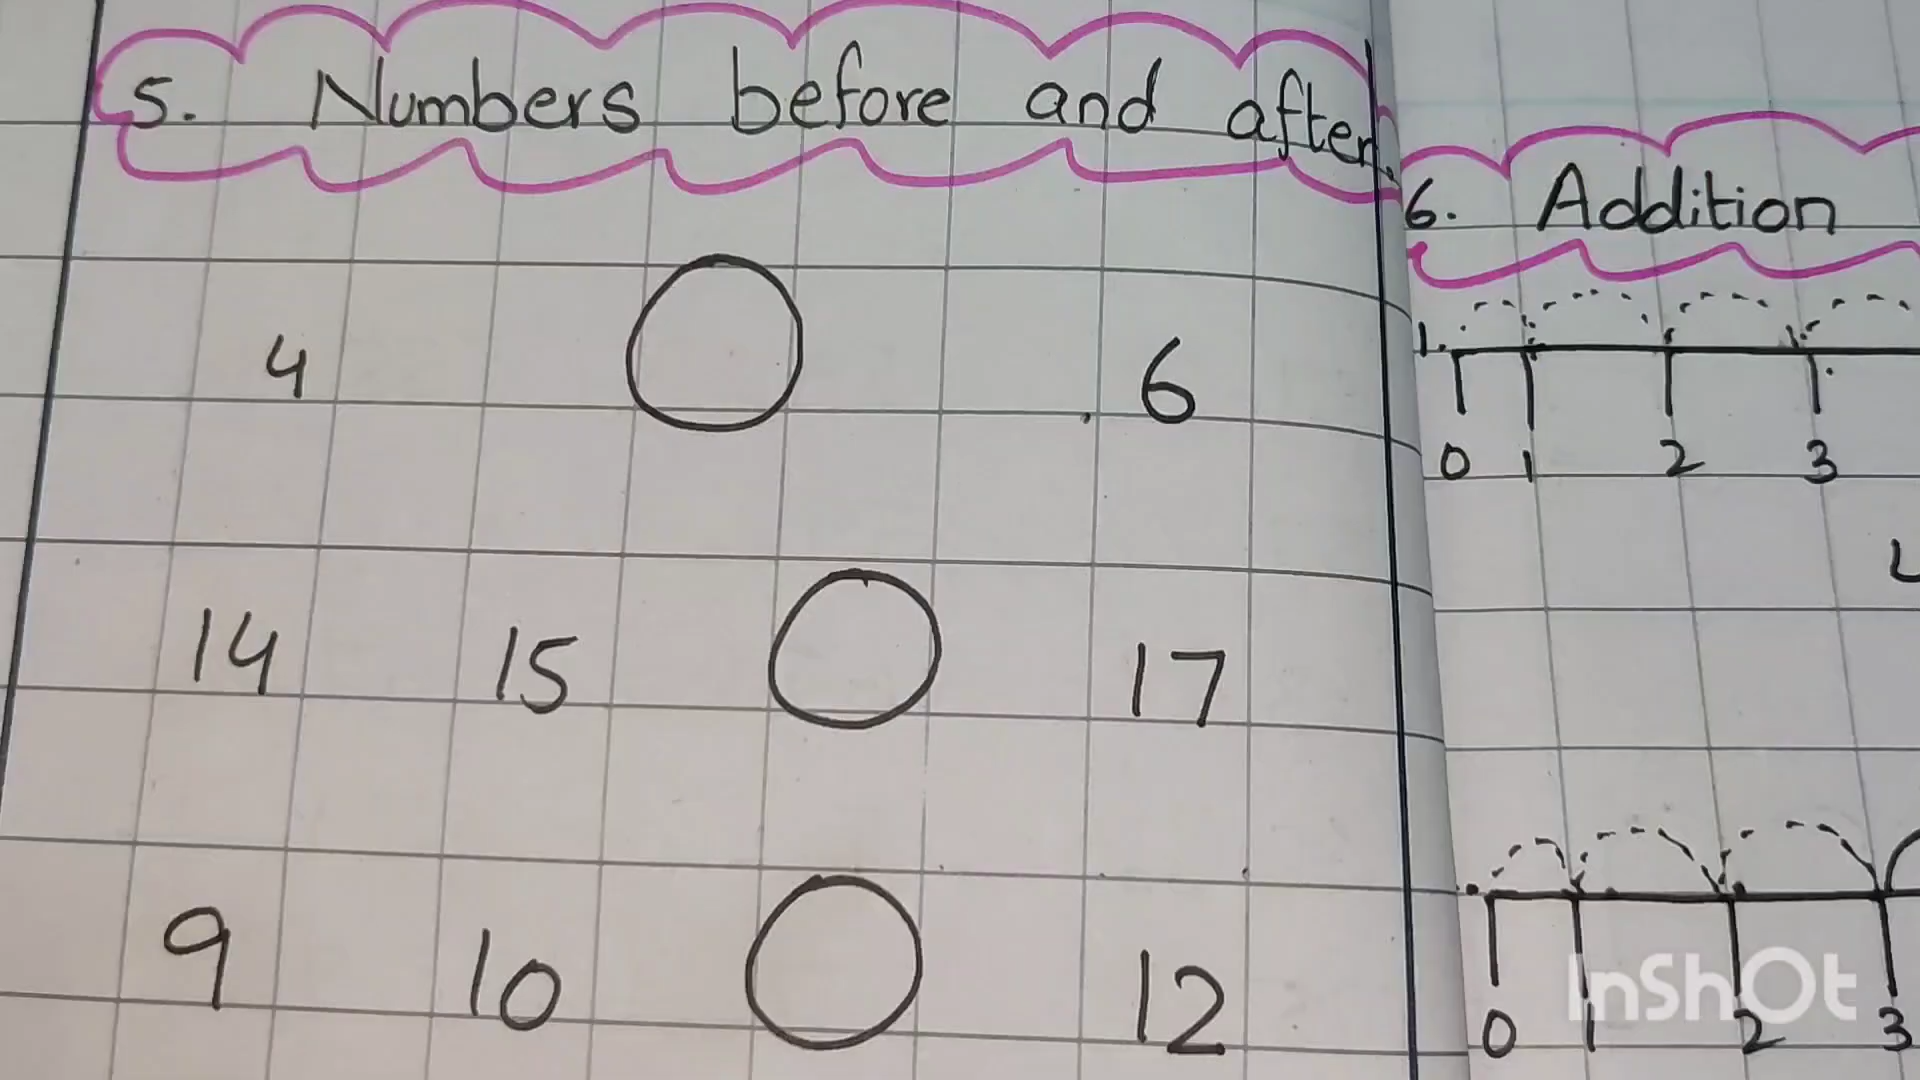 5. Numbers before and after.
4 6
14 15 17
9 10 12
6. Addition
1.
0 1 2 3
0 1 2 3
InShOt